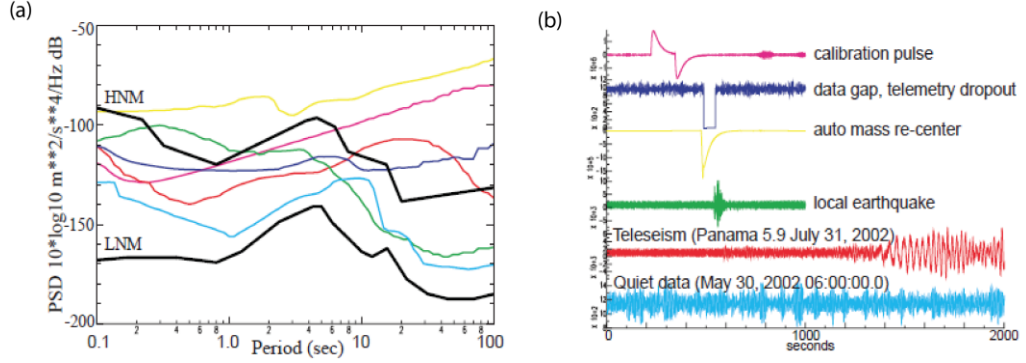 (a)
-50
HNM
-100
-150
LNM
-200
PSD 10*log10 m**2/s**4/Hz dB
0.1 2 4 6 8 1.0 2 4 6 8 10 2 4 6 8 100
Period (sec)
(b)
calibration pulse
data gap, telemetry dropout
auto mass re-center
local earthquake
Teleseism (Panama 5.9 July 31, 2002)
Quiet data (May 30, 2002 06:00:00.0)
0 1000 2000
seconds